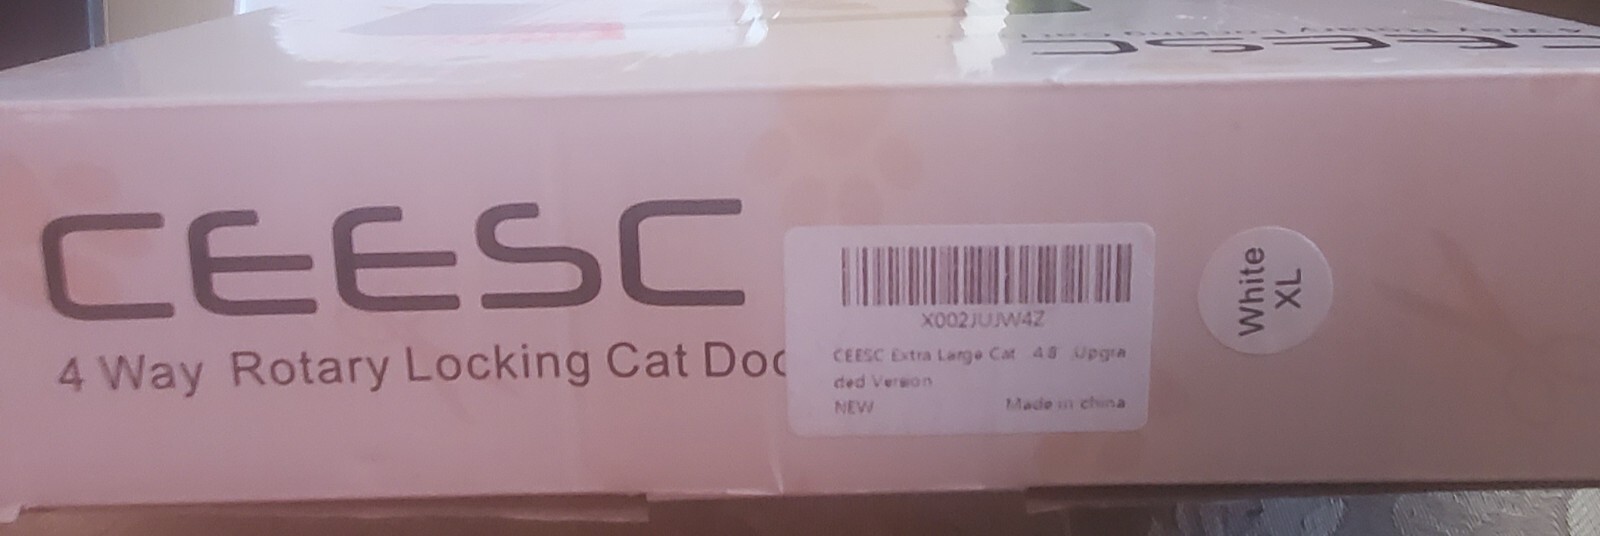 CEESC
4 Way Rotary Locking Cat Doo
X002JUJW4Z
CEESC Extra Large Cat 4.8" Upgra
ded Version
NEW Made in china
White
XL